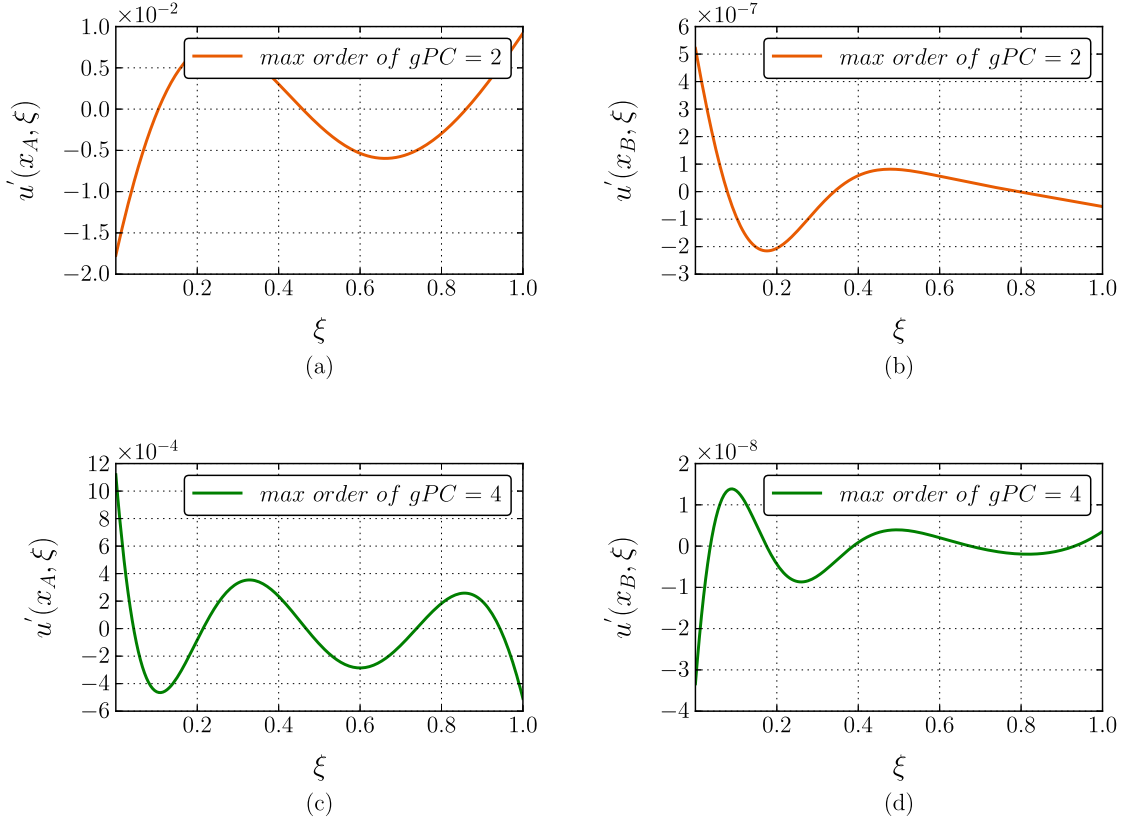 ×10⁻²
max order of gPC = 2
1.0
0.5
0.0
−0.5
−1.0
−1.5
−2.0
u′(x_A, ξ)
0.2 0.4 0.6 0.8 1.0
ξ
(a)
×10⁻⁷
max order of gPC = 2
6
5
4
3
2
1
0
−1
−2
−3
u′(x_B, ξ)
0.2 0.4 0.6 0.8 1.0
ξ
(b)
×10⁻⁴
max order of gPC = 4
12
10
8
6
4
2
0
−2
−4
−6
u′(x_A, ξ)
0.2 0.4 0.6 0.8 1.0
ξ
(c)
×10⁻⁸
max order of gPC = 4
2
1
0
−1
−2
−3
−4
u′(x_B, ξ)
0.2 0.4 0.6 0.8 1.0
ξ
(d)